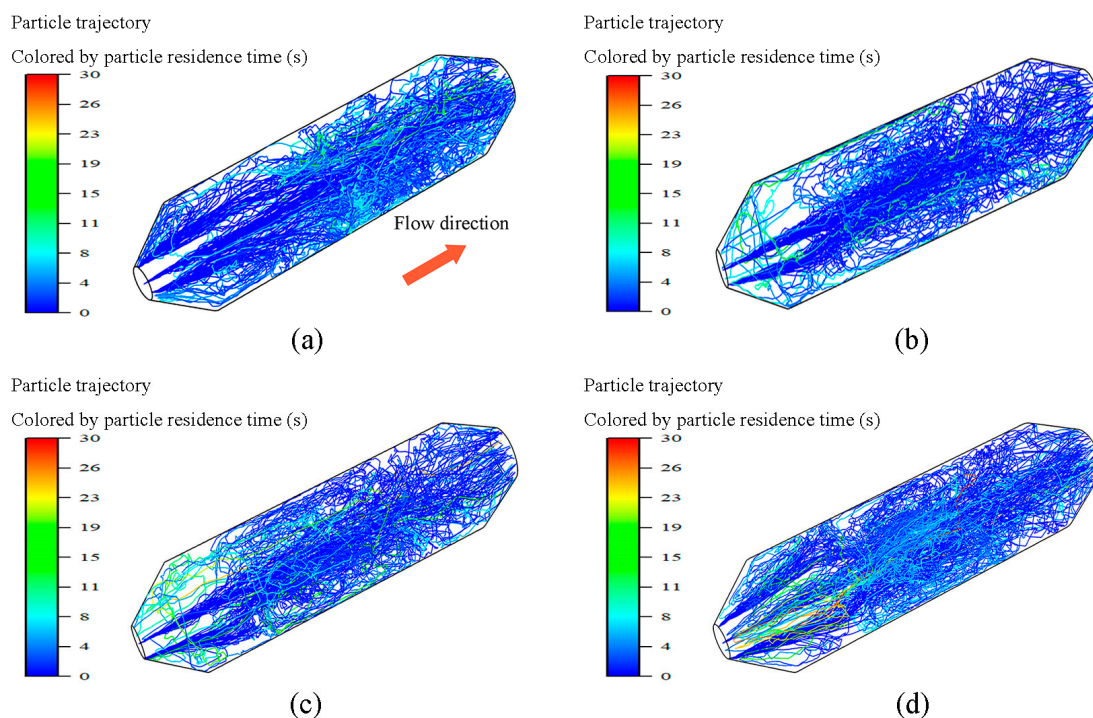 Particle trajectory
Colored by particle residence time (s)
30
26
23
19
15
11
8
4
0
Flow direction
(a)
Particle trajectory
Colored by particle residence time (s)
30
26
23
19
15
11
8
4
0
(b)
Particle trajectory
Colored by particle residence time (s)
30
26
23
19
15
11
8
4
0
(c)
Particle trajectory
Colored by particle residence time (s)
30
26
23
19
15
11
8
4
0
(d)